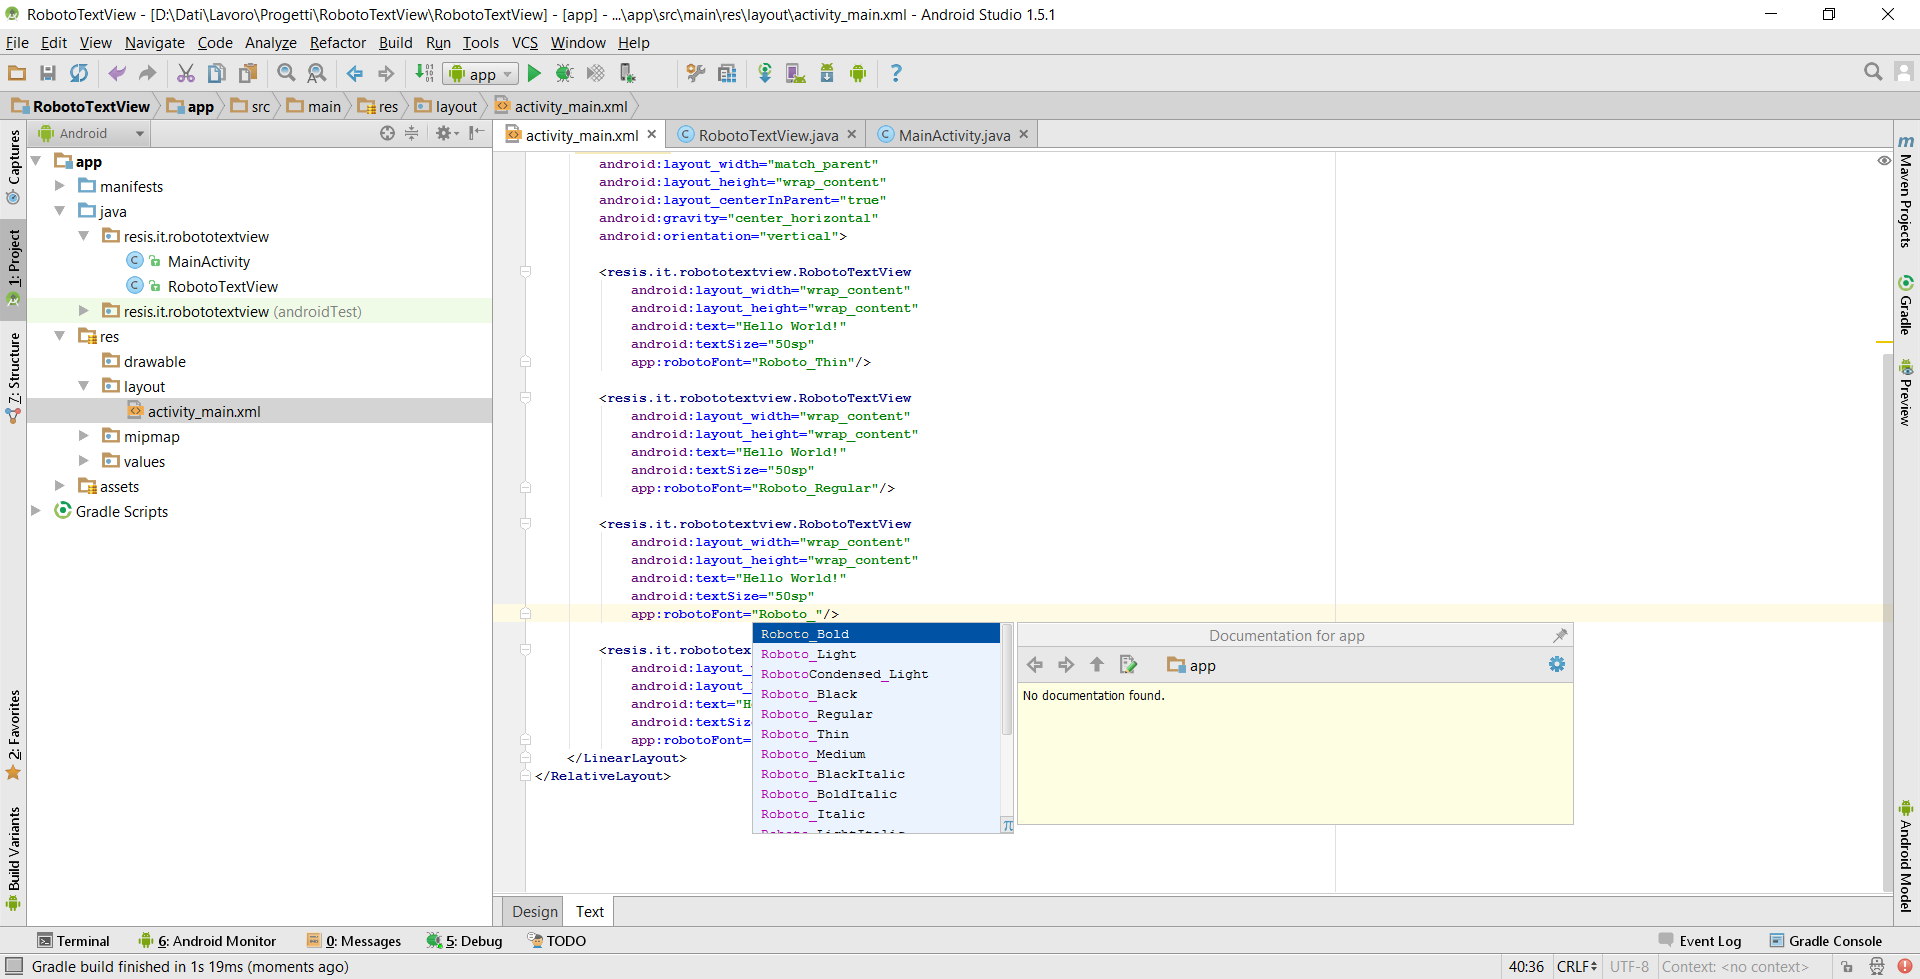 RobotoTextView - [D:\Dati\Lavoro\Progetti\RobotoTextView\RobotoTextView] - [app] - ...\app\src\main\res\layout\activity_main.xml - Android Studio 1.5.1
File Edit View Navigate Code Analyze Refactor Build Run Tools VCS Window Help
app
RobotoTextView app src main res layout activity_main.xml
Android
activity_main.xml RobotoTextView.java MainActivity.java
Captures
1: Project
7: Structure
2: Favorites
Build Variants
app
manifests
java
resis.it.robototextview
MainActivity
RobotoTextView
resis.it.robototextview (androidTest)
res
drawable
layout
activity_main.xml
mipmap
values
assets
Gradle Scripts
android:layout_width="match_parent"
android:layout_height="wrap_content"
android:layout_centerInParent="true"
android:gravity="center_horizontal"
android:orientation="vertical">
<resis.it.robototextview.RobotoTextView
android:layout_width="wrap_content"
android:layout_height="wrap_content"
android:text="Hello World!"
android:textSize="50sp"
app:robotoFont="Roboto_Thin"/>
<resis.it.robototextview.RobotoTextView
android:layout_width="wrap_content"
android:layout_height="wrap_content"
android:text="Hello World!"
android:textSize="50sp"
app:robotoFont="Roboto_Regular"/>
<resis.it.robototextview.RobotoTextView
android:layout_width="wrap_content"
android:layout_height="wrap_content"
android:text="Hello World!"
android:textSize="50sp"
app:robotoFont="Roboto_"/>
<resis.it.robotote
android:layout_
android:layout_
android:text="H
android:textSiz
app:robotoFont=
</LinearLayout>
</RelativeLayout>
Roboto_Bold
Roboto_Light
RobotoCondensed_Light
Roboto_Black
Roboto_Regular
Roboto_Thin
Roboto_Medium
Roboto_BlackItalic
Roboto_BoldItalic
Roboto_Italic
Roboto_LightItalic
π
Documentation for app
app
No documentation found.
m Maven Projects
Gradle
Preview
Android Model
Design Text
Terminal 6: Android Monitor 0: Messages 5: Debug TODO Event Log Gradle Console
Gradle build finished in 1s 19ms (moments ago) 40:36 CRLF UTF-8 Context: <no context>